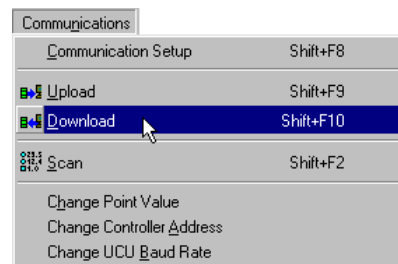 Communications
Communication Setup Shift+F8
Upload Shift+F9
Download Shift+F10
Scan Shift+F2
Change Point Value
Change Controller Address
Change UCU Baud Rate